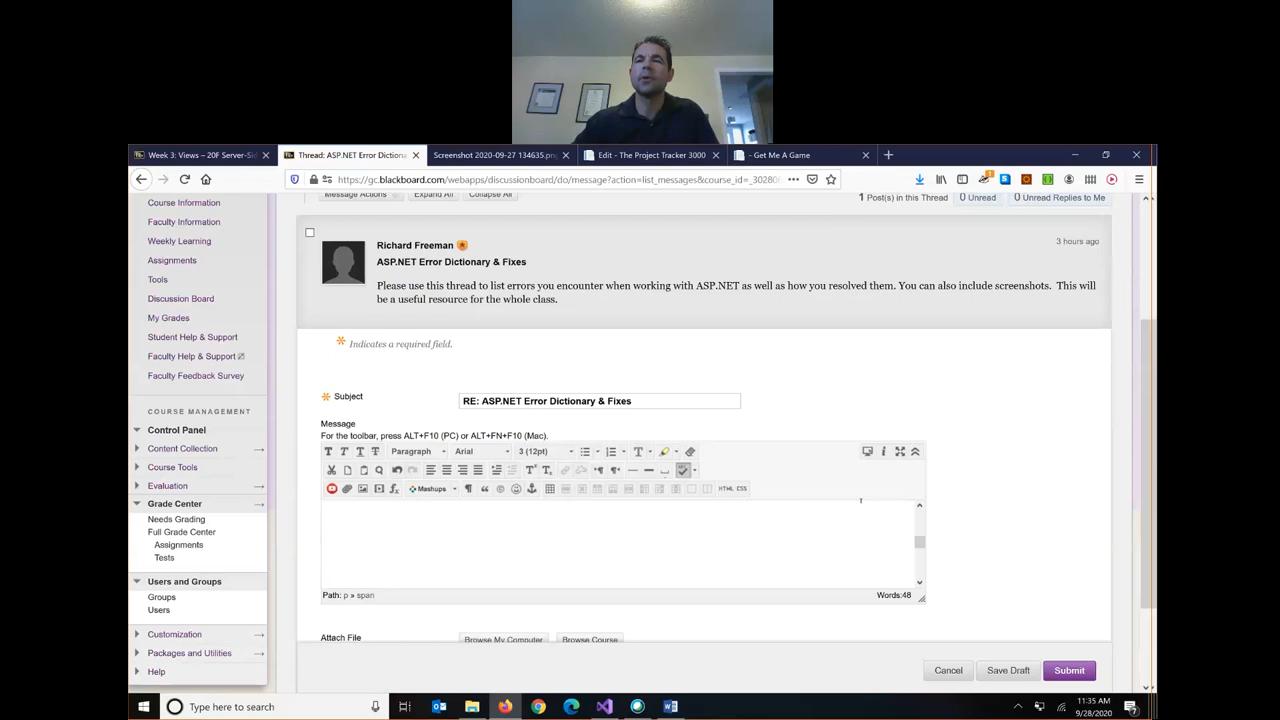 Week 3: Views – 20F Server-Sid
Thread: ASP.NET Error Dictiona
Screenshot 2020-09-27 134635.pn
Edit - The Project Tracker 3000
- Get Me A Game
https://gc.blackboard.com/webapps/discussionboard/do/message?action=list_messages&course_id=_30280
Message Actions
Expand All
Collapse All
1 Post(s) in this Thread
0 Unread
0 Unread Replies to Me
Course Information
Faculty Information
Weekly Learning
Assignments
Tools
Discussion Board
My Grades
Student Help & Support
Faculty Help & Support
Faculty Feedback Survey
COURSE MANAGEMENT
Control Panel
Content Collection
Course Tools
Evaluation
Grade Center
Needs Grading
Full Grade Center
Assignments
Tests
Users and Groups
Groups
Users
Customization
Packages and Utilities
Help
Richard Freeman
3 hours ago
ASP.NET Error Dictionary & Fixes
Please use this thread to list errors you encounter when working with ASP.NET as well as how you resolved them. You can also include screenshots. This will
be a useful resource for the whole class.
Indicates a required field.
Subject
RE: ASP.NET Error Dictionary & Fixes
Message
For the toolbar, press ALT+F10 (PC) or ALT+FN+F10 (Mac).
Paragraph
Arial
3 (12pt)
Mashups
HTML CSS
Path: p » span
Words:48
Attach File
Browse My Computer
Browse Course
Cancel
Save Draft
Submit
Type here to search
11:35 AM
9/28/2020